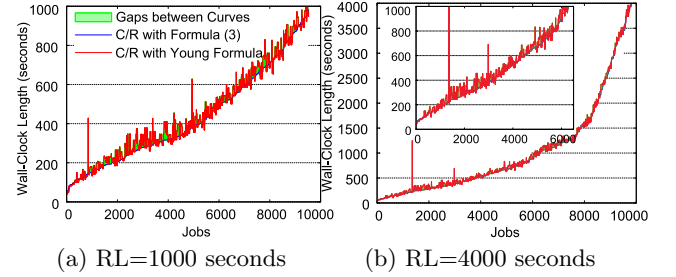 Gaps between Curves
C/R with Formula (3)
C/R with Young Formula
Wall-Clock Length (seconds)
1000
800
600
400
200
0
0 2000 4000 6000 8000 10000
Jobs
(a) RL=1000 seconds
Wall-Clock Length (seconds)
4000
3500
3000
2500
2000
1500
1000
500
0
0 2000 4000 6000 8000 10000
Jobs
1000
800
600
400
200
0
0 2000 4000 6000
(b) RL=4000 seconds